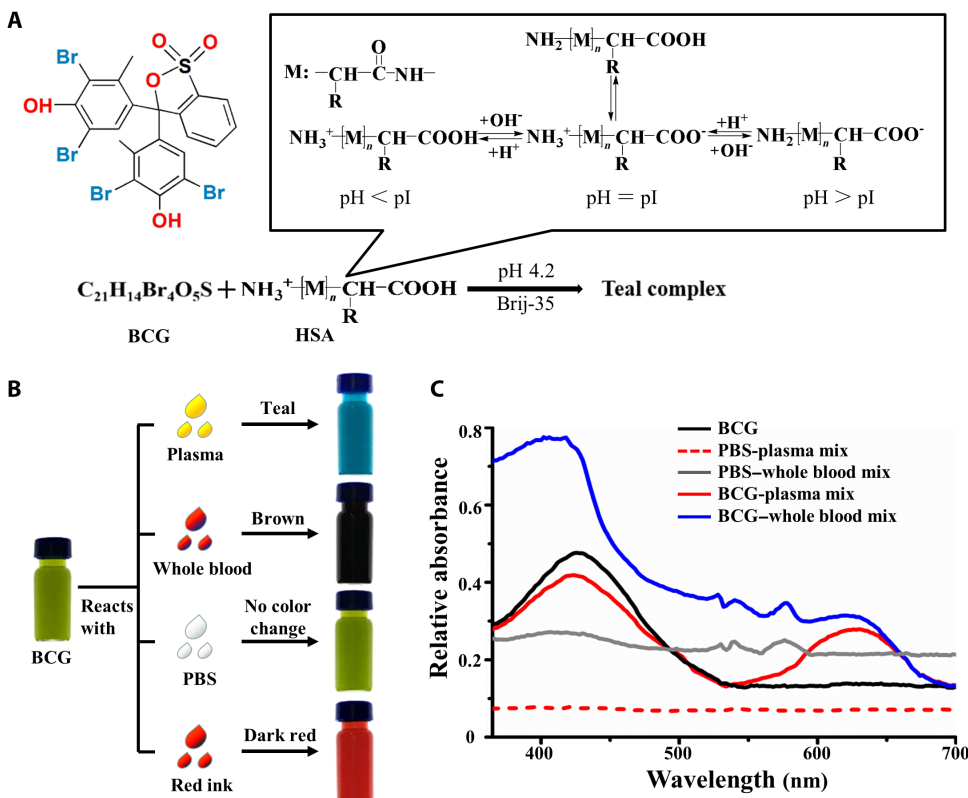 A
Br
Br
Br
Br
OH
OH
O
O
O
S
M: –CH–C–NH–
O
R
NH₂–[M]ₙ–CH–COOH
R
NH₃⁺–[M]ₙ–CH–COOH
R
+OH⁻
+H⁺
NH₃⁺–[M]ₙ–CH–COO⁻
R
+H⁺
+OH⁻
NH₂–[M]ₙ–CH–COO⁻
R
pH < pI
pH = pI
pH > pI
C₂₁H₁₄Br₄O₅S + NH₃⁺–[M]ₙ–CH–COOH
R
pH 4.2
Brij-35
Teal complex
BCG
HSA
B
BCG
Reacts
with
Plasma
Teal
Whole blood
Brown
PBS
No color
change
Red ink
Dark red
C
Relative absorbance
0.8
0.6
0.4
0.2
0
400
500
600
700
Wavelength (nm)
BCG
PBS-plasma mix
PBS–whole blood mix
BCG-plasma mix
BCG–whole blood mix